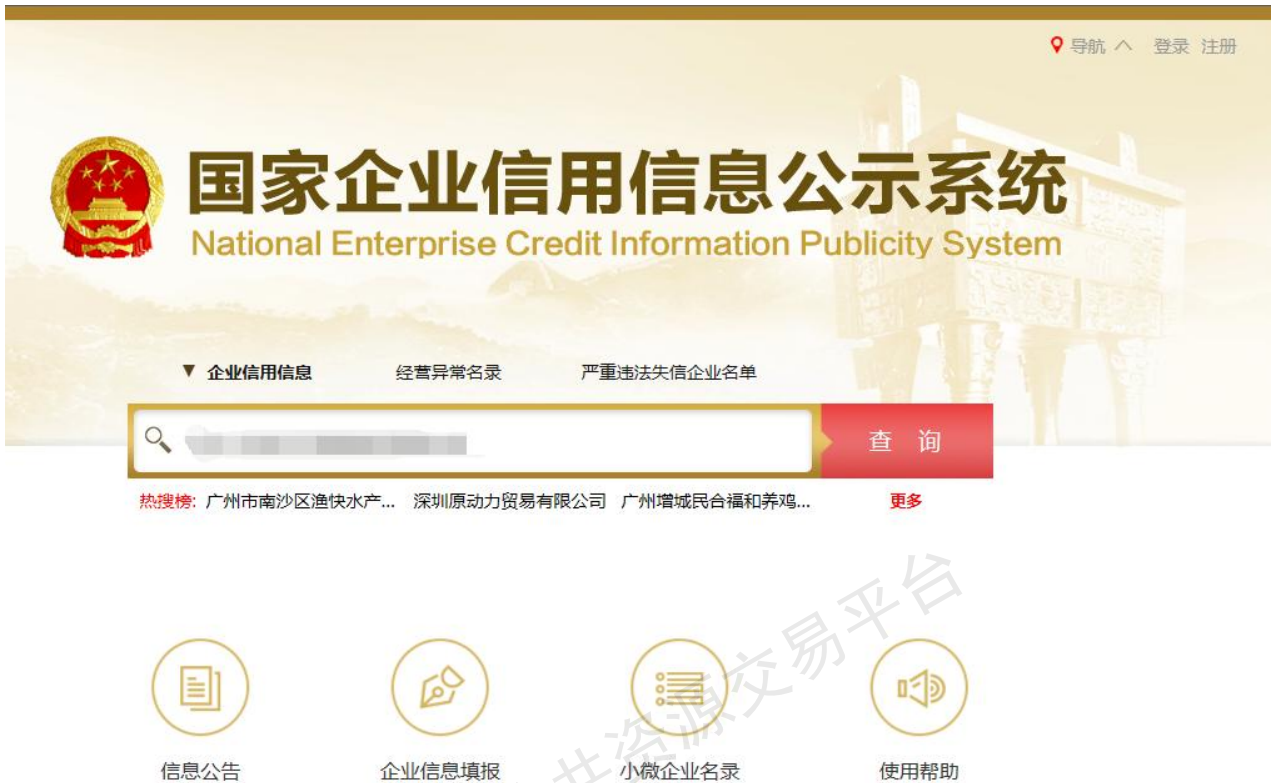 导航 登录 注册
国家企业信用信息公示系统
National Enterprise Credit Information Publicity System
企业信用信息 经营异常名录 严重违法失信企业名单
查 询
热搜榜: 广州市南沙区渔快水产... 深圳原动力贸易有限公司 广州增城民合福和养鸡... 更多
共资源交易平台
信息公告 企业信息填报 小微企业名录 使用帮助